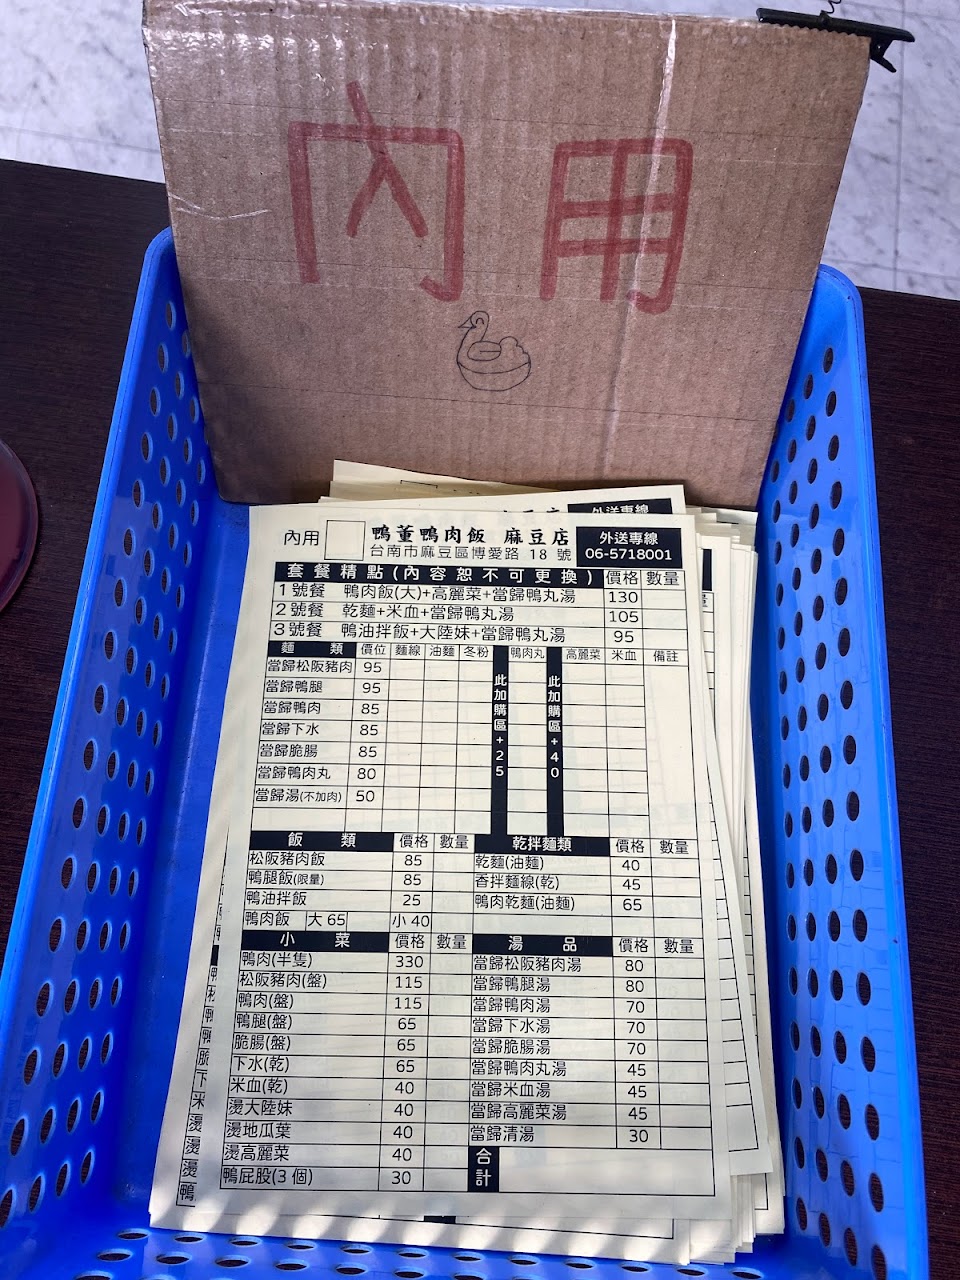 內用
外送專線
內用 鴨董鴨肉飯 麻豆店 外送專線
台南市麻豆區博愛路 18 號 06-5718001
套餐精點(內容恕不可更換) 價格 數量
1號餐 鴨肉飯(大)+高麗菜+當歸鴨丸湯 130
2號餐 乾麵+米血+當歸鴨丸湯 105
3號餐 鴨油拌飯+大陸妹+當歸鴨丸湯 95
麵類 價位 麵線 油麵 冬粉 此加購區+25 鴨肉丸 此加購區+40 高麗菜 米血 備註
當歸松阪豬肉 95
當歸鴨腿 95
當歸鴨肉 85
當歸下水 85
當歸脆腸 85
當歸鴨肉丸 80
當歸湯(不加肉) 50
飯類 價格 數量 乾拌麵類 價格 數量
松阪豬肉飯 85 乾麵(油麵) 40
鴨腿飯(限量) 85 香拌麵線(乾) 45
鴨油拌飯 25 鴨肉乾麵(油麵) 65
鴨肉飯 大 65 小 40
小菜 價格 數量 湯品 價格 數量
鴨肉(半隻) 330 當歸松阪豬肉湯 80
松阪豬肉(盤) 115 當歸鴨腿湯 80
鴨肉(盤) 115 當歸鴨肉湯 70
鴨腿(盤) 65 當歸下水湯 70
脆腸(盤) 65 當歸脆腸湯 70
下水(乾) 65 當歸鴨肉丸湯 45
米血(乾) 40 當歸米血湯 45
燙大陸妹 40 當歸高麗菜湯 45
燙地瓜葉 40 當歸清湯 30
燙高麗菜 40 合計
鴨屁股(3 個) 30